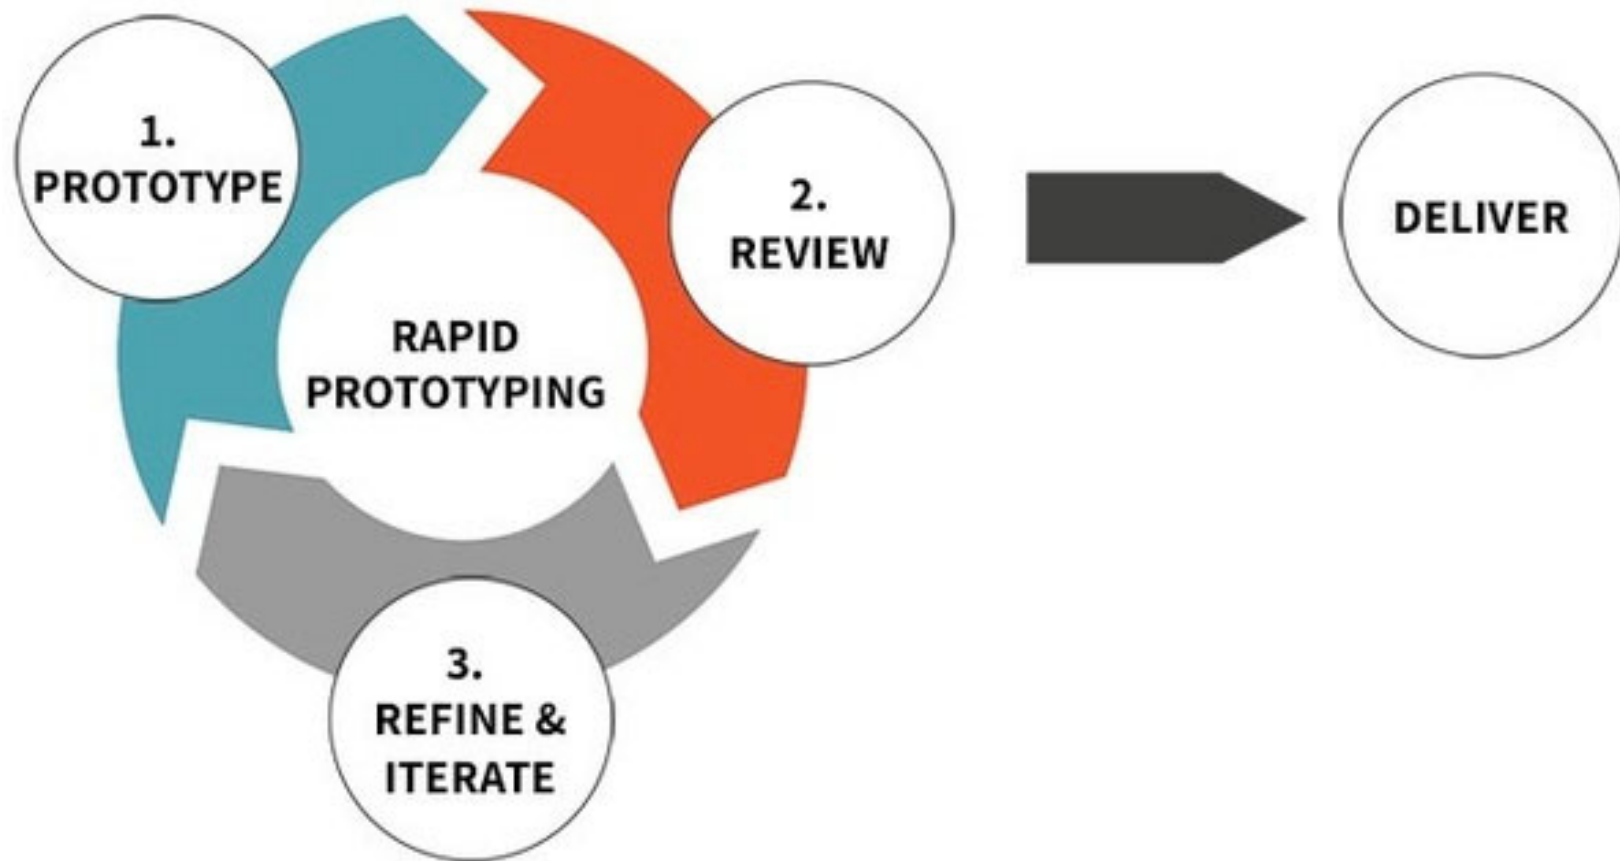 1.
PROTOTYPE
2.
REVIEW
DELIVER
RAPID
PROTOTYPING
3.
REFINE &
ITERATE